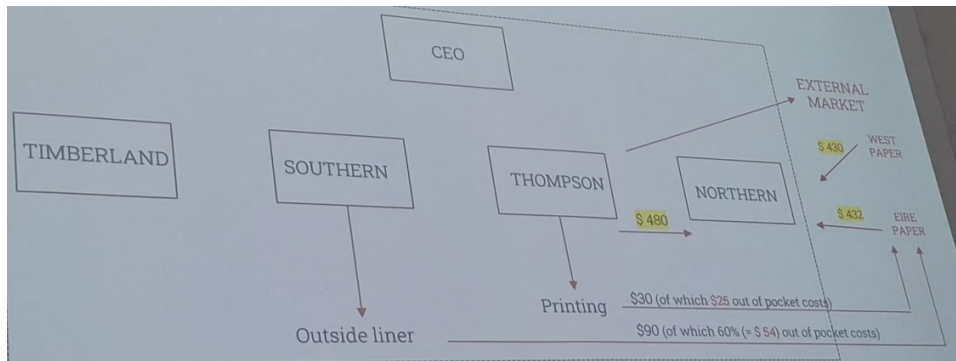 CEO
EXTERNAL
MARKET
TIMBERLAND
SOUTHERN
THOMPSON
NORTHERN
$ 430
WEST
PAPER
$ 480
$ 432
EIRE
PAPER
Printing
$30 (of which $25 out of pocket costs)
Outside liner
$90 (of which 60% (= $ 54) out of pocket costs)